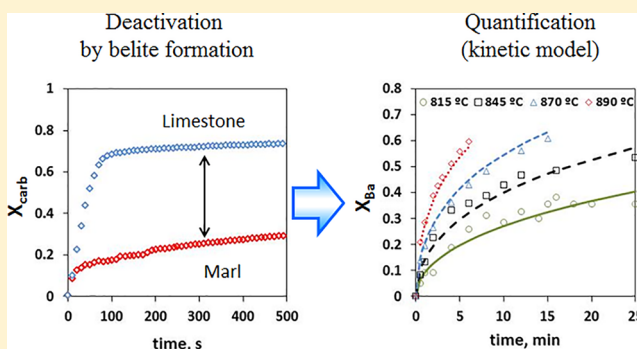 Deactivation
by belite formation
Quantification
(kinetic model)
1
0.8
0.6
0.4
0.2
0
X carb
Limestone
Marl
0 100 200 300 400 500
time, s
0.8
0.7
0.6
0.5
0.4
0.3
0.2
0.1
0
X Ba
815 ºC 845 ºC 870 ºC 890 ºC
0 5 10 15 20 25
time, min